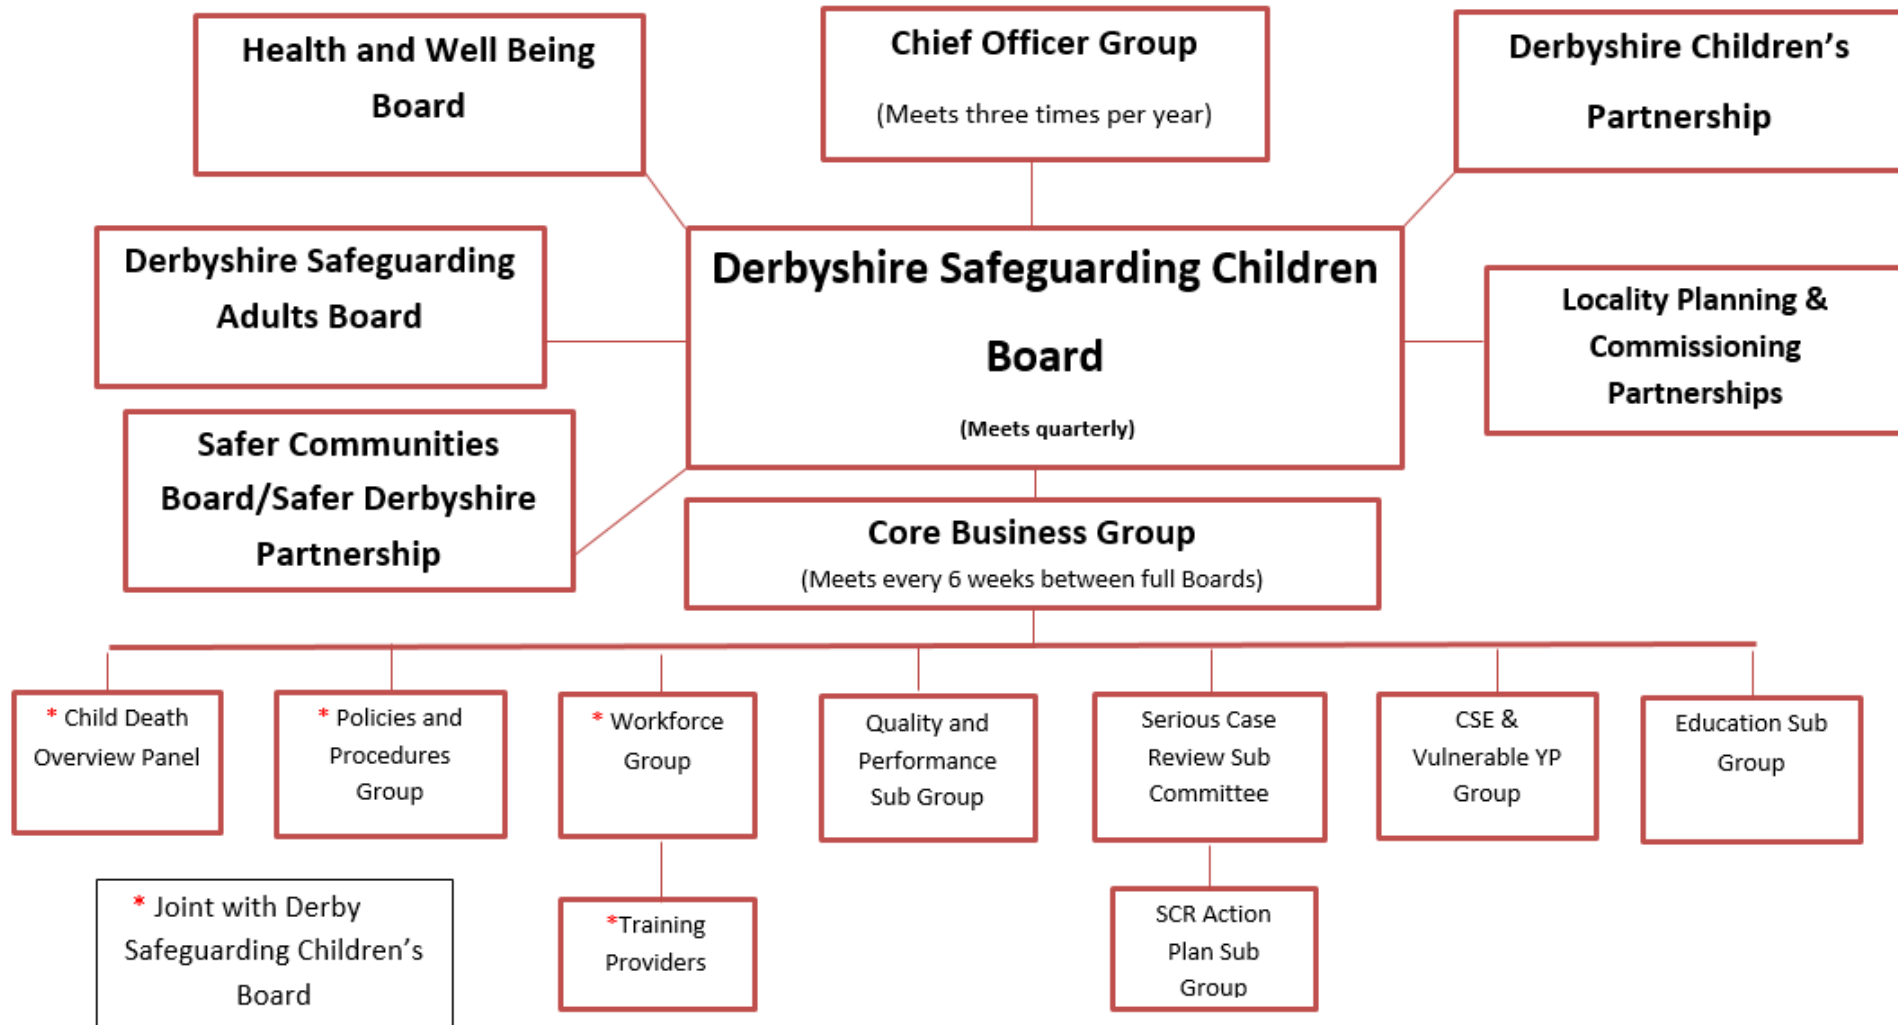 Health and Well Being
Board
Chief Officer Group
(Meets three times per year)
Derbyshire Children’s
Partnership
Derbyshire Safeguarding
Adults Board
Derbyshire Safeguarding Children
Board
(Meets quarterly)
Locality Planning &
Commissioning
Partnerships
Safer Communities
Board/Safer Derbyshire
Partnership
Core Business Group
(Meets every 6 weeks between full Boards)
* Child Death
Overview Panel
* Policies and
Procedures
Group
* Workforce
Group
Quality and
Performance
Sub Group
Serious Case
Review Sub
Committee
CSE &
Vulnerable YP
Group
Education Sub
Group
* Joint with Derby
Safeguarding Children’s
Board
*Training
Providers
SCR Action
Plan Sub
Group